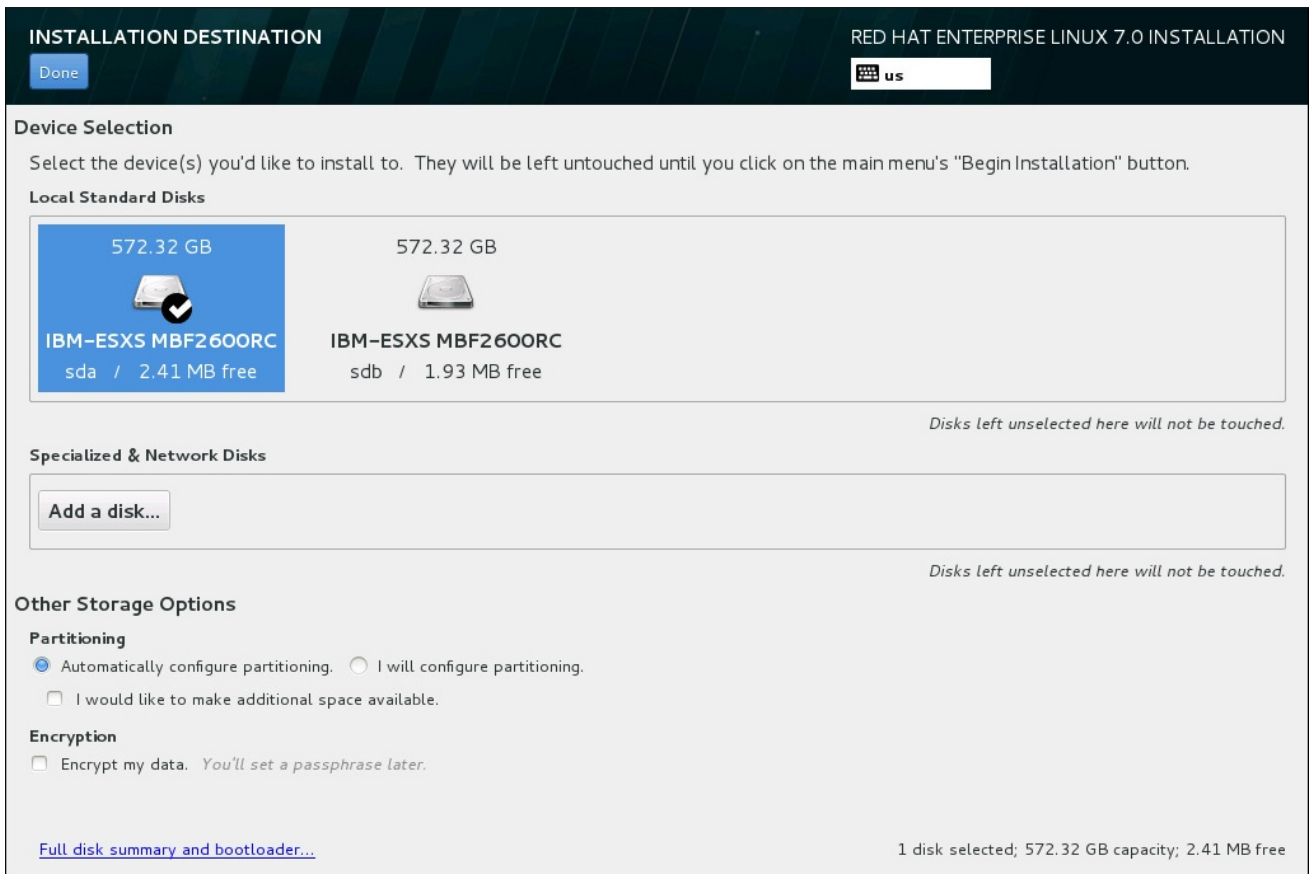 INSTALLATION DESTINATION
RED HAT ENTERPRISE LINUX 7.0 INSTALLATION
Done
us
Device Selection
Select the device(s) you'd like to install to. They will be left untouched until you click on the main menu's "Begin Installation" button.
Local Standard Disks
572.32 GB
IBM-ESXS MBF2600RC
sda / 2.41 MB free
572.32 GB
IBM-ESXS MBF2600RC
sdb / 1.93 MB free
Disks left unselected here will not be touched.
Specialized & Network Disks
Add a disk...
Disks left unselected here will not be touched.
Other Storage Options
Partitioning
Automatically configure partitioning. I will configure partitioning.
I would like to make additional space available.
Encryption
Encrypt my data. You'll set a passphrase later.
Full disk summary and bootloader...
1 disk selected; 572.32 GB capacity; 2.41 MB free